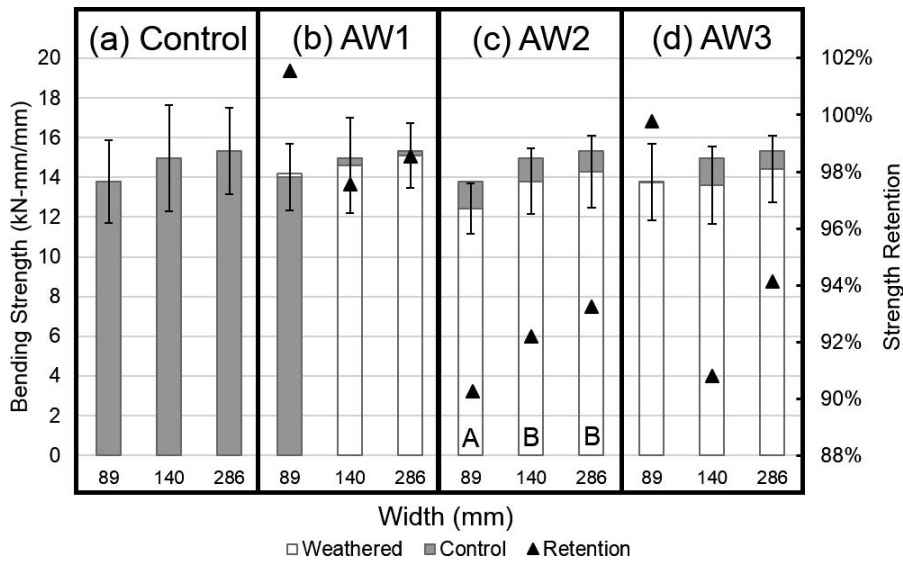 (a) Control (b) AW1 (c) AW2 (d) AW3
20 102%
18
16 100%
14 98%
12
10 96%
8 94%
6 92%
4
2 90%
0 88%
Bending Strength (kN-mm/mm)
Strength Retention
A B B
89 140 286 89 140 286 89 140 286 89 140 286
Width (mm)
Weathered Control Retention